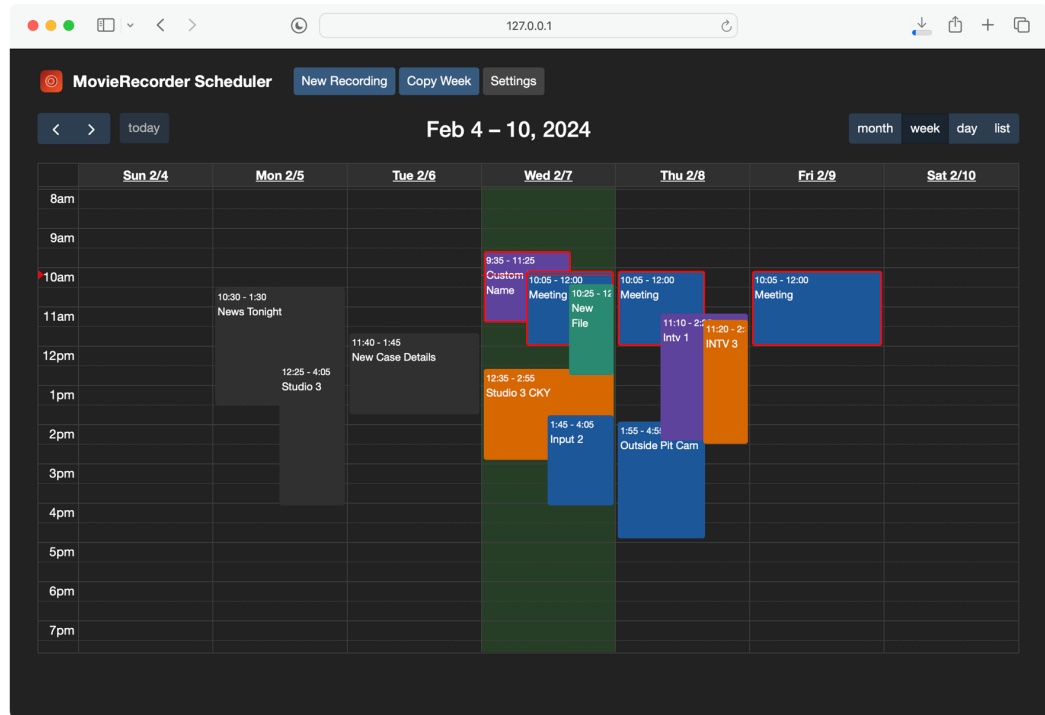 127.0.0.1
MovieRecorder Scheduler
New Recording
Copy Week
Settings
today
Feb 4 – 10, 2024
month
week
day
list
Sun 2/4
Mon 2/5
Tue 2/6
Wed 2/7
Thu 2/8
Fri 2/9
Sat 2/10
8am
9am
10am
11am
12pm
1pm
2pm
3pm
4pm
5pm
6pm
7pm
10:30 - 1:30
News Tonight
12:25 - 4:05
Studio 3
11:40 - 1:45
New Case Details
9:35 - 11:25
Custom
Name
10:05 - 12:00
Meeting
10:25 - 12
New
File
12:35 - 2:55
Studio 3 CKY
1:45 - 4:05
Input 2
10:05 - 12:00
Meeting
11:10 - 2:
Intv 1
11:20 - 2:
INTV 3
1:55 - 4:55
Outside Pit Cam
10:05 - 12:00
Meeting